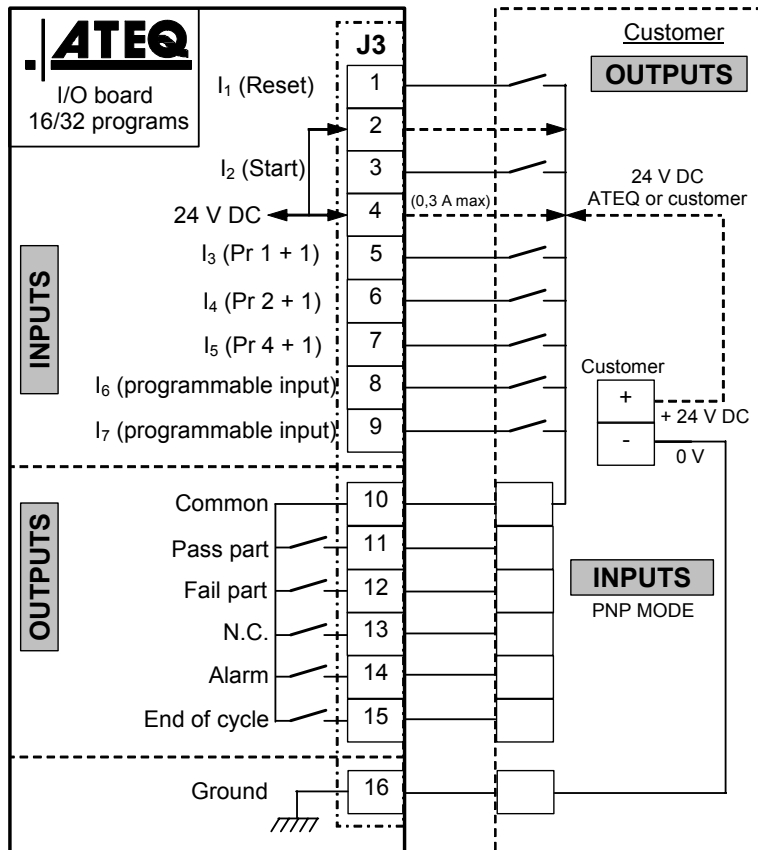 ATEQ
I/O board
16/32 programs
J3
Customer
OUTPUTS
INPUTS
I₁ (Reset)
1
2
I₂ (Start)
3
24 V DC
4
(0,3 A max)
24 V DC
ATEQ or customer
I₃ (Pr 1 + 1)
5
I₄ (Pr 2 + 1)
6
I₅ (Pr 4 + 1)
7
I₆ (programmable input)
8
I₇ (programmable input)
9
Customer
+
+ 24 V DC
-
0 V
OUTPUTS
Common
10
Pass part
11
Fail part
12
N.C.
13
Alarm
14
End of cycle
15
INPUTS
PNP MODE
Ground
16